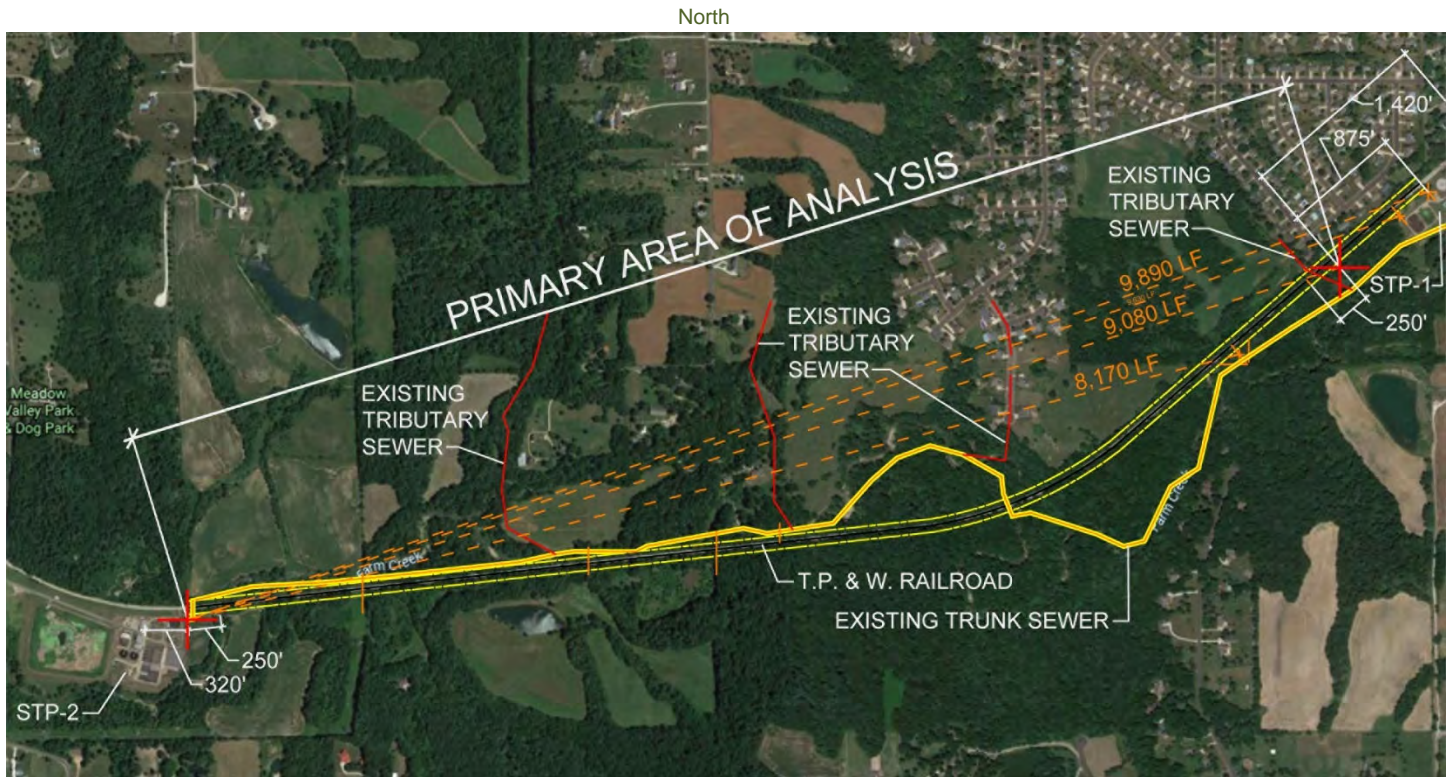 North
1,420'
875'
EXISTING
TRIBUTARY
SEWER
PRIMARY AREA OF ANALYSIS
9,890 LF
STP-1
250'
9,080 LF
EXISTING
TRIBUTARY
SEWER
8,170 LF
EXISTING
TRIBUTARY
SEWER
Meadow
Valley Park
& Dog Park
Farm Creek
Farm Creek
T.P. & W. RAILROAD
EXISTING TRUNK SEWER
250'
320'
STP-2